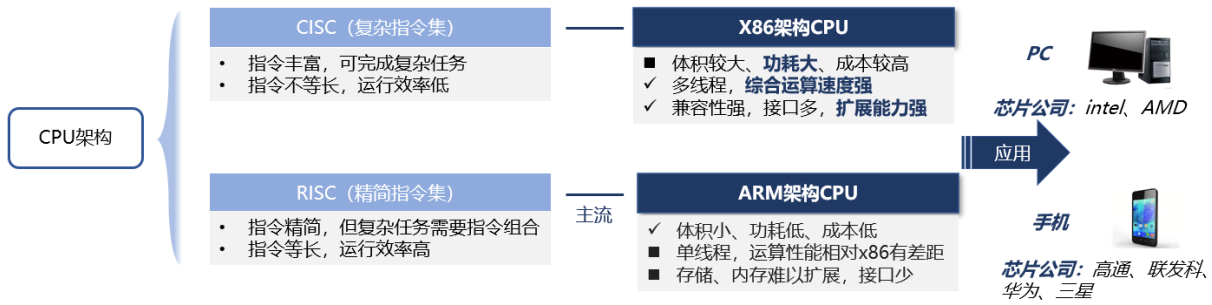 CPU架构
CISC（复杂指令集）
• 指令丰富，可完成复杂任务
• 指令不等长，运行效率低
X86架构CPU
■ 体积较大、功耗大、成本较高
✓ 多线程，综合运算速度强
✓ 兼容性强，接口多，扩展能力强
PC
芯片公司：intel、AMD
应用
RISC（精简指令集）
• 指令精简，但复杂任务需要指令组合
• 指令等长，运行效率高
主流
ARM架构CPU
✓ 体积小、功耗低、成本低
■ 单线程，运算性能相对x86有差距
■ 存储、内存难以扩展，接口少
手机
芯片公司：高通、联发科、
华为、三星